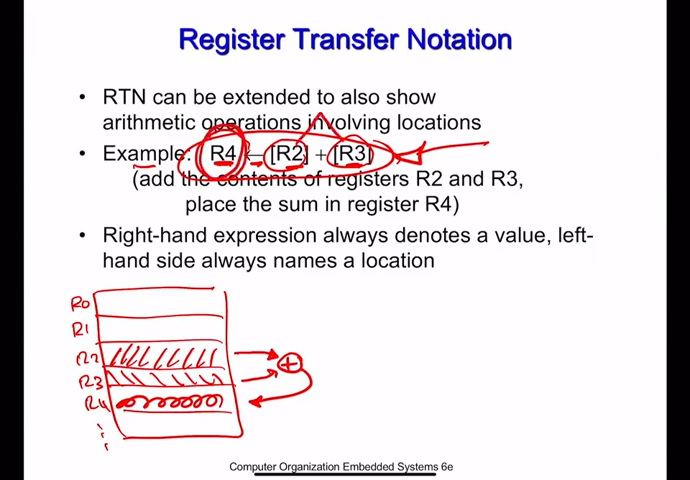 Register Transfer Notation
• RTN can be extended to also show
arithmetic operations involving locations
• Example: R4 ← [R2] + [R3]
(add the contents of registers R2 and R3,
place the sum in register R4)
• Right-hand expression always denotes a value, left-
hand side always names a location
R0
R1
R2
R3
R4
+
Computer Organization Embedded Systems 6e